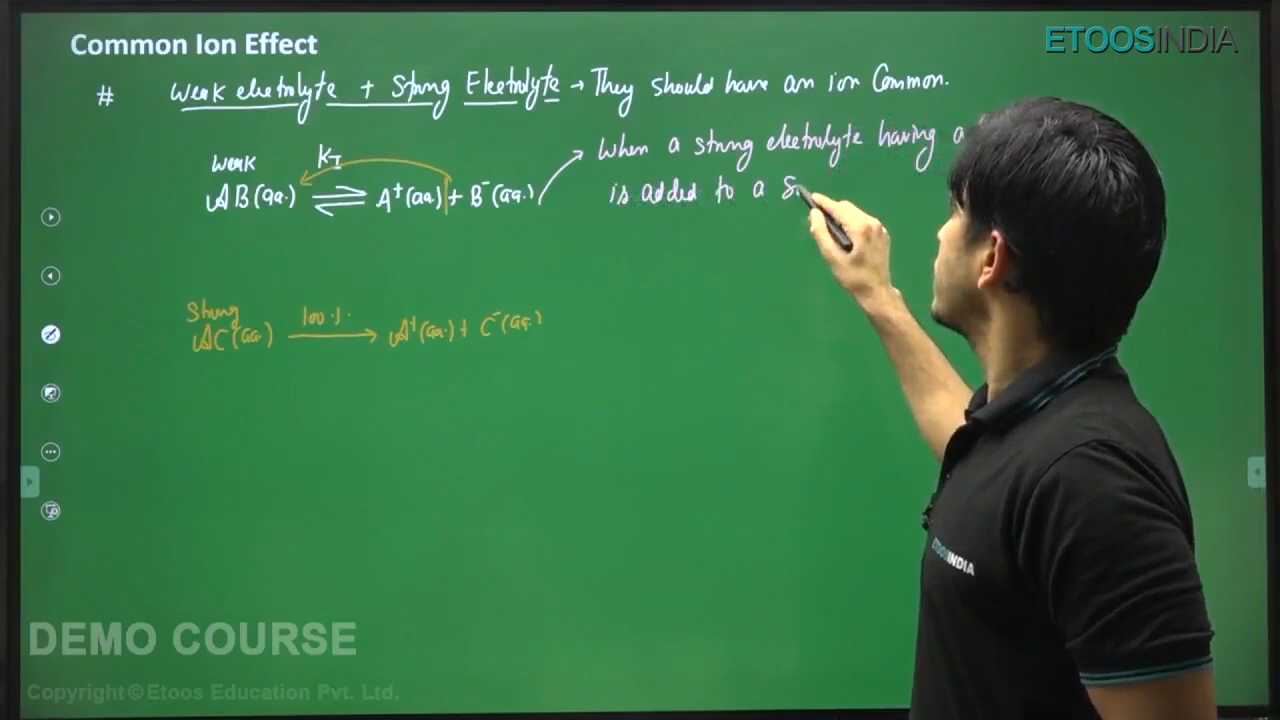 Common Ion Effect
ETOOSINDIA
# Weak electrolyte + Strong Electrolyte → They should have an ion Common.
When a strong electrolyte having a
is added to a S
Weak K_I
AB(aq.) ⇌ A⁺(aq.) + B⁻(aq.)
Strong 100%
AC(aq.) ⟶ A⁺(aq.) + C⁻(aq.)
ETOOSINDIA
DEMO COURSE
Copyright © Etoos Education Pvt. Ltd.